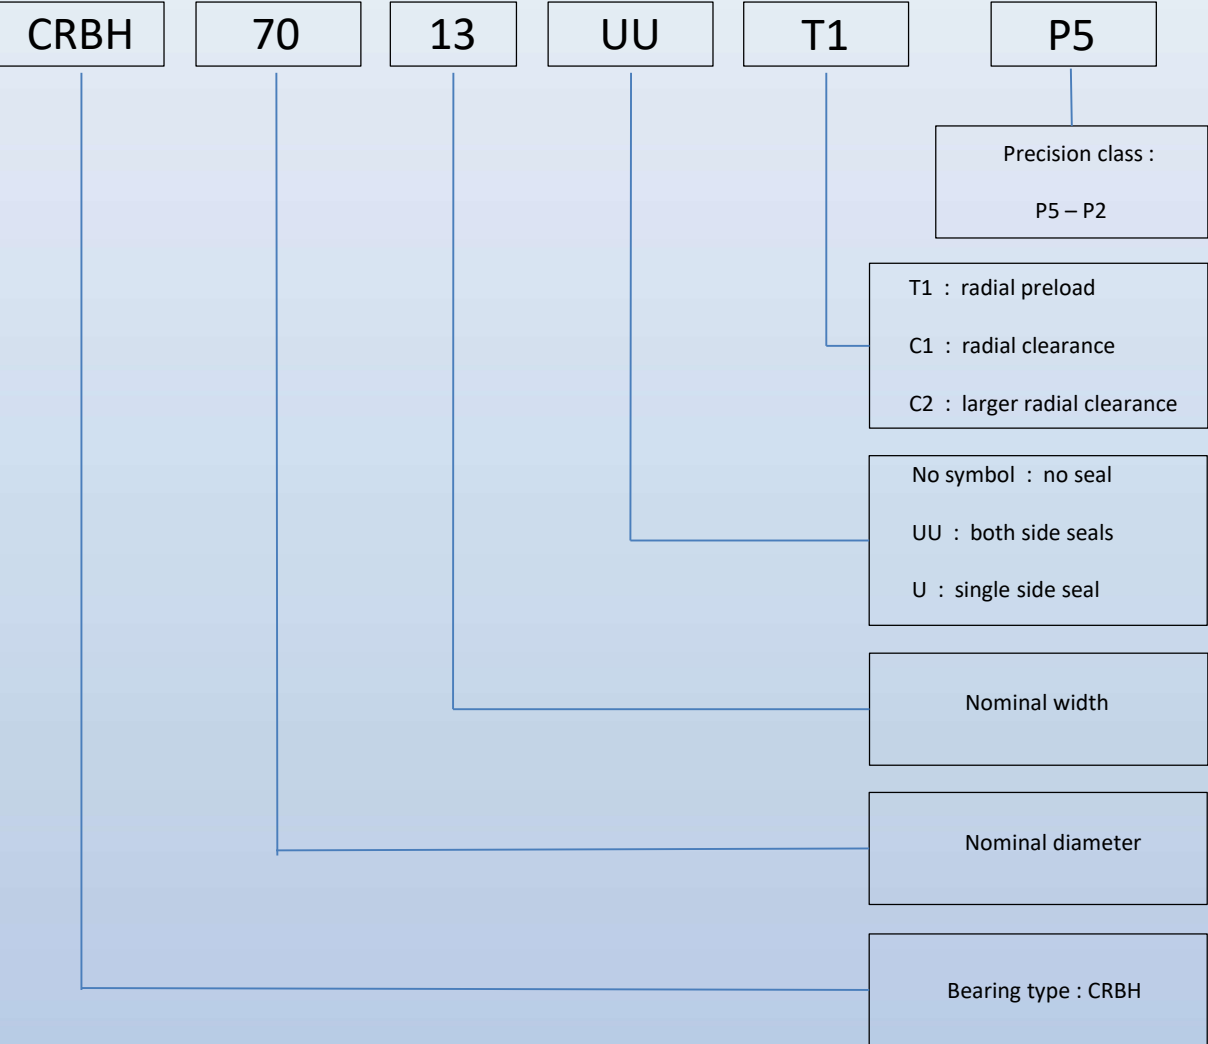 CRBH 70 13 UU T1 P5
Precision class :
P5 – P2
T1 : radial preload
C1 : radial clearance
C2 : larger radial clearance
No symbol : no seal
UU : both side seals
U : single side seal
Nominal width
Nominal diameter
Bearing type : CRBH